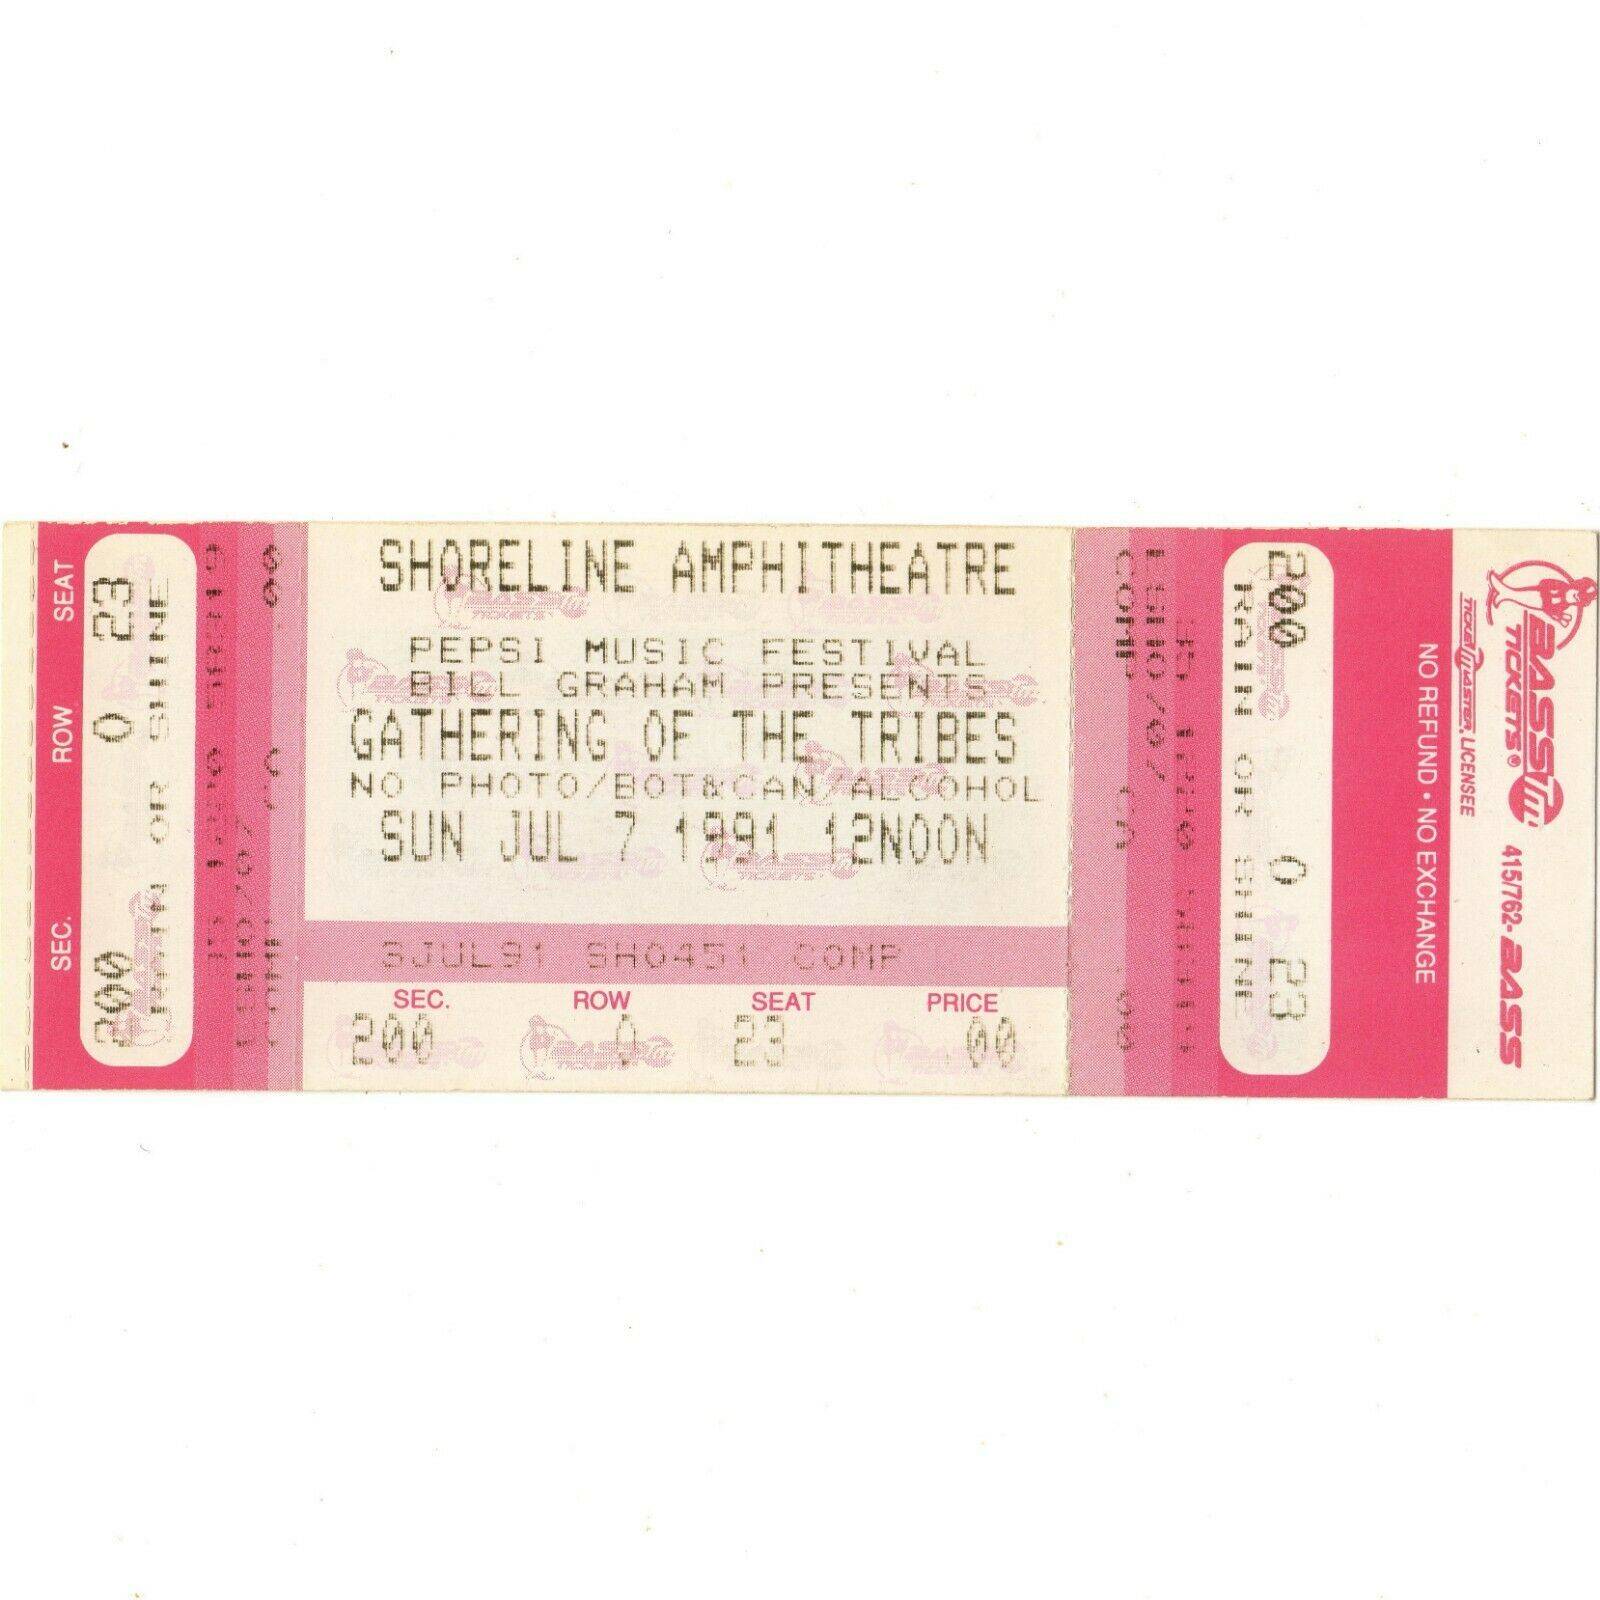 SEC. ROW SEAT
200 0 23
RAIN OR SHINE
SHORELINE AMPHITHEATRE
PEPSI MUSIC FESTIVAL
BILL GRAHAM PRESENTS
GATHERING OF THE TRIBES
NO PHOTO/BOT&CAN/ALCOHOL
SUN JUL 7 1991 12NOON
SJUL91 SH0451 COMP
SEC. ROW SEAT PRICE
200 0 23 .00
COMP
200 0 23
RAIN OR SHINE
NO REFUND • NO EXCHANGE
BASS TM
TICKETS®
TICKETMASTER LICENSEE
415/762-BASS